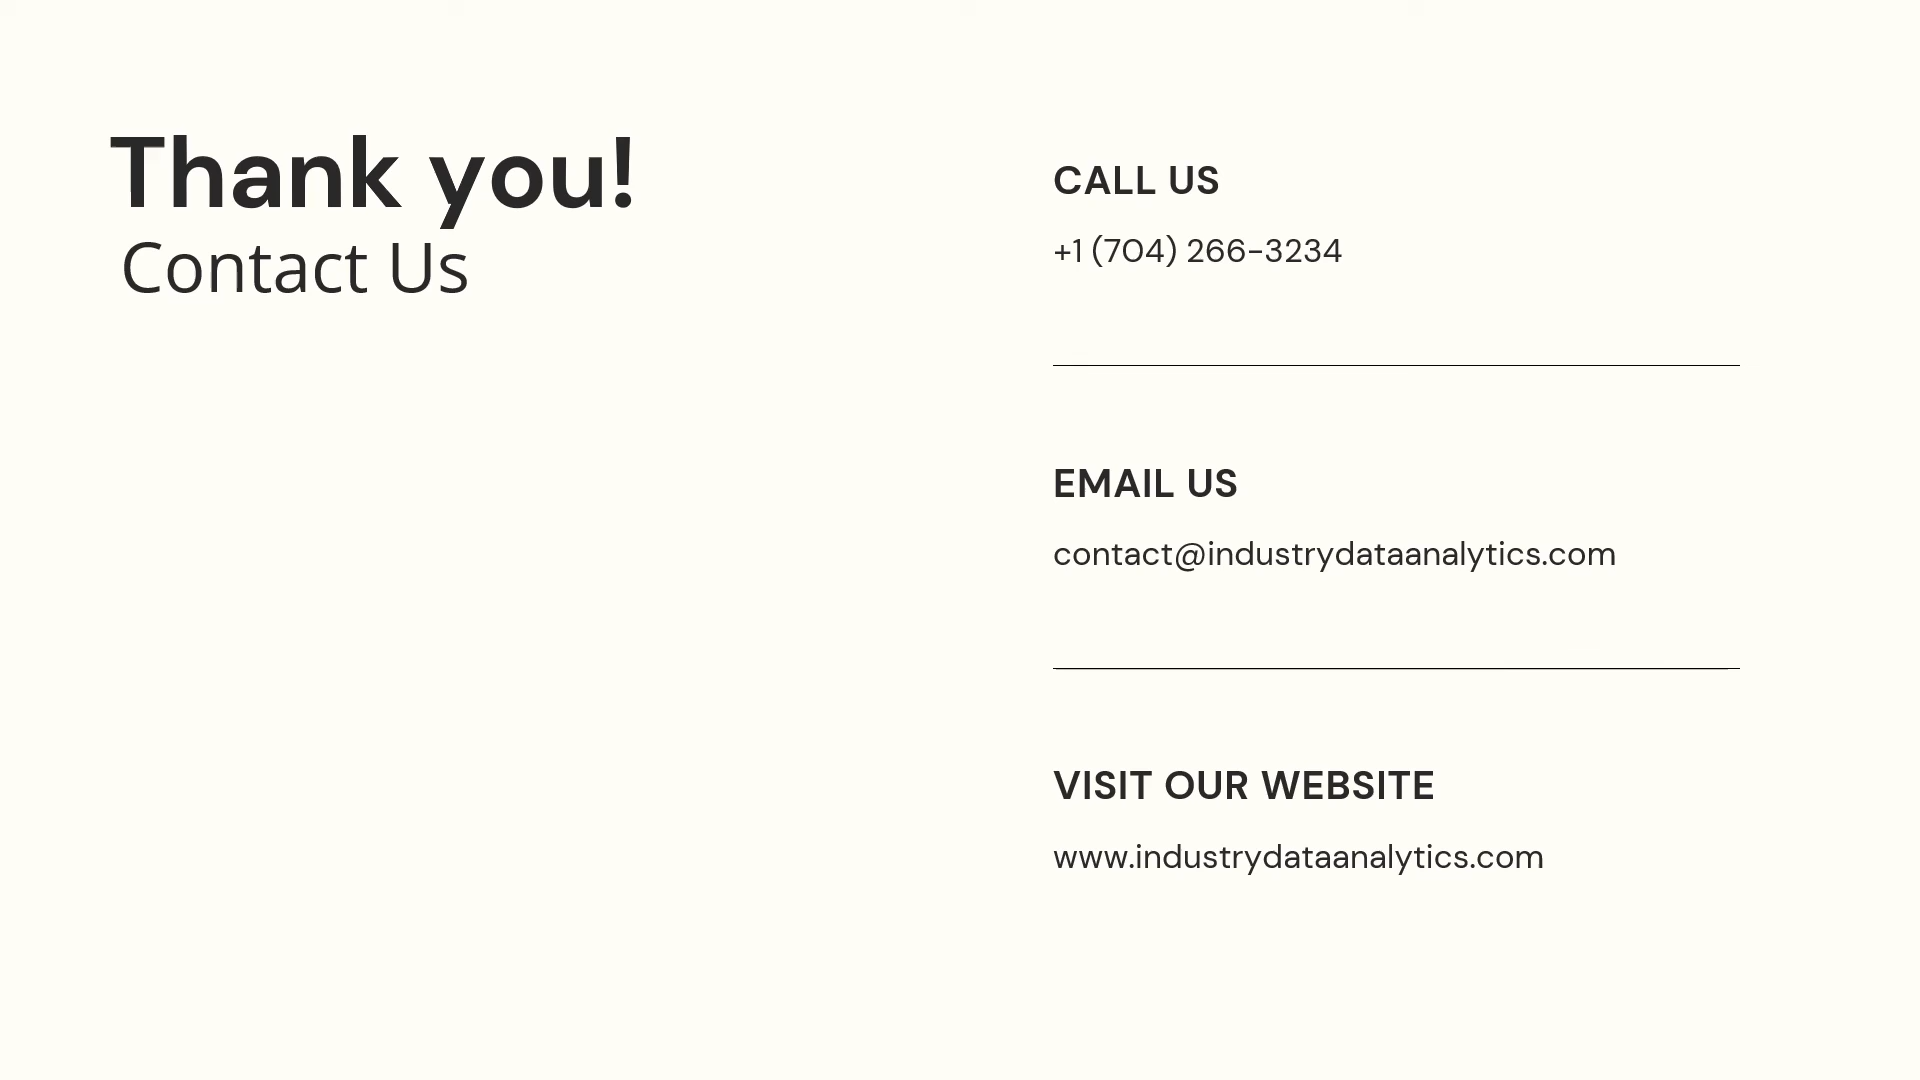 Thank you!
Contact Us
CALL US
+1 (704) 266-3234
EMAIL US
contact@industrydataanalytics.com
VISIT OUR WEBSITE
www.industrydataanalytics.com